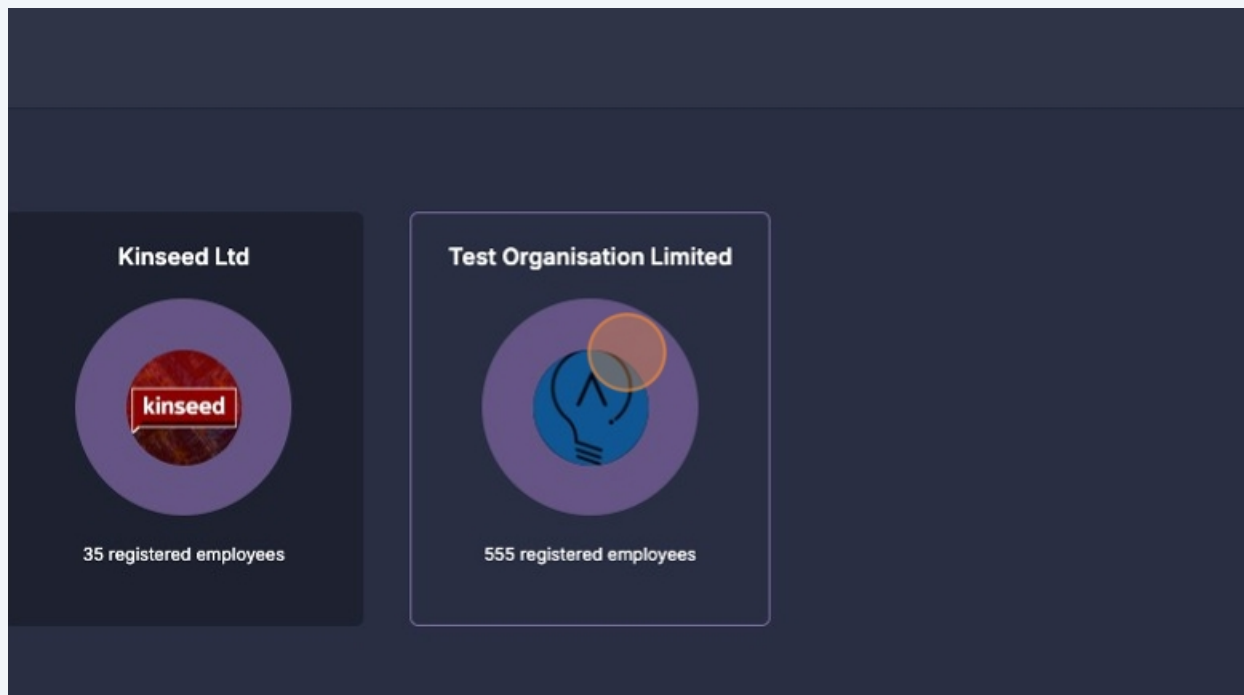 Kinseed Ltd
kinseed
35 registered employees
Test Organisation Limited
555 registered employees